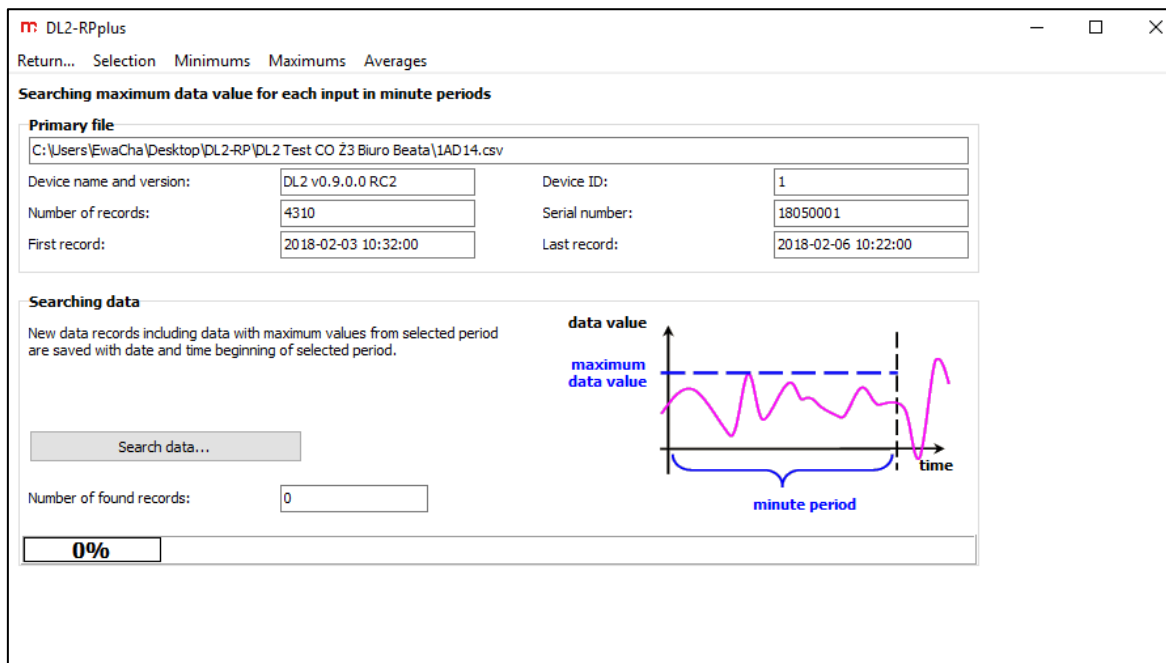 DL2-RPplus
Return... Selection Minimums Maximums Averages
Searching maximum data value for each input in minute periods
Primary file
C:\Users\EwaCha\Desktop\DL2-RP\DL2 Test CO Ż3 Biuro Beata\1AD14.csv
Device name and version: DL2 v0.9.0.0 RC2 Device ID: 1
Number of records: 4310 Serial number: 18050001
First record: 2018-02-03 10:32:00 Last record: 2018-02-06 10:22:00
Searching data
New data records including data with maximum values from selected period
are saved with date and time beginning of selected period.
data value
maximum
data value
time
minute period
Search data...
Number of found records: 0
0%